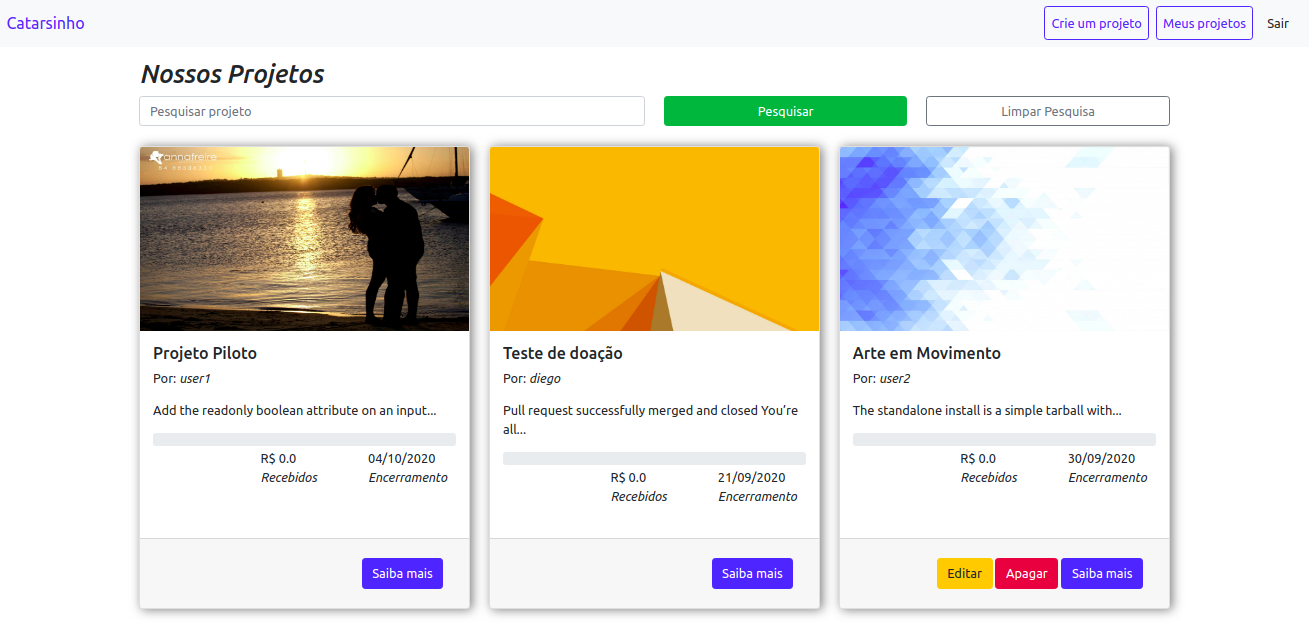 Catarsinho
Crie um projeto
Meus projetos
Sair
Nossos Projetos
Pesquisar projeto
Pesquisar
Limpar Pesquisa
annafreire
Projeto Piloto
Por: user1
Add the readonly boolean attribute on an input...
R$ 0.0
Recebidos
04/10/2020
Encerramento
Saiba mais
Teste de doação
Por: diego
Pull request successfully merged and closed You’re
all...
R$ 0.0
Recebidos
21/09/2020
Encerramento
Saiba mais
Arte em Movimento
Por: user2
The standalone install is a simple tarball with...
R$ 0.0
Recebidos
30/09/2020
Encerramento
Editar
Apagar
Saiba mais